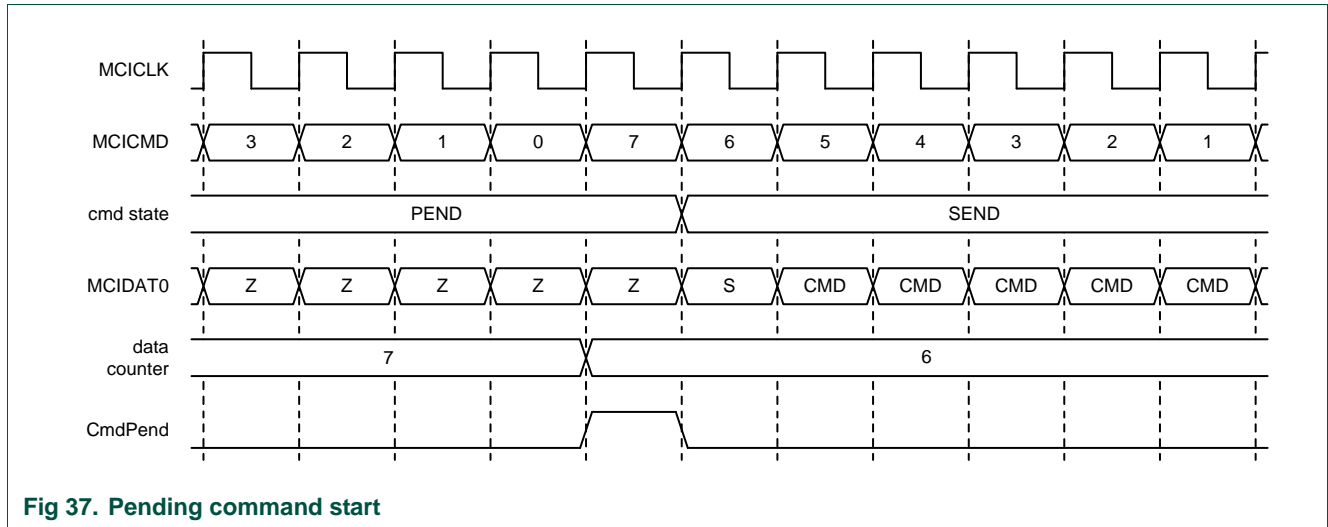 MCICLK
MCICMD 3 2 1 0 7 6 5 4 3 2 1
cmd state PEND SEND
MCIDAT0 Z Z Z Z Z S CMD CMD CMD CMD CMD
data
counter 7 6
CmdPend
Fig 37. Pending command start